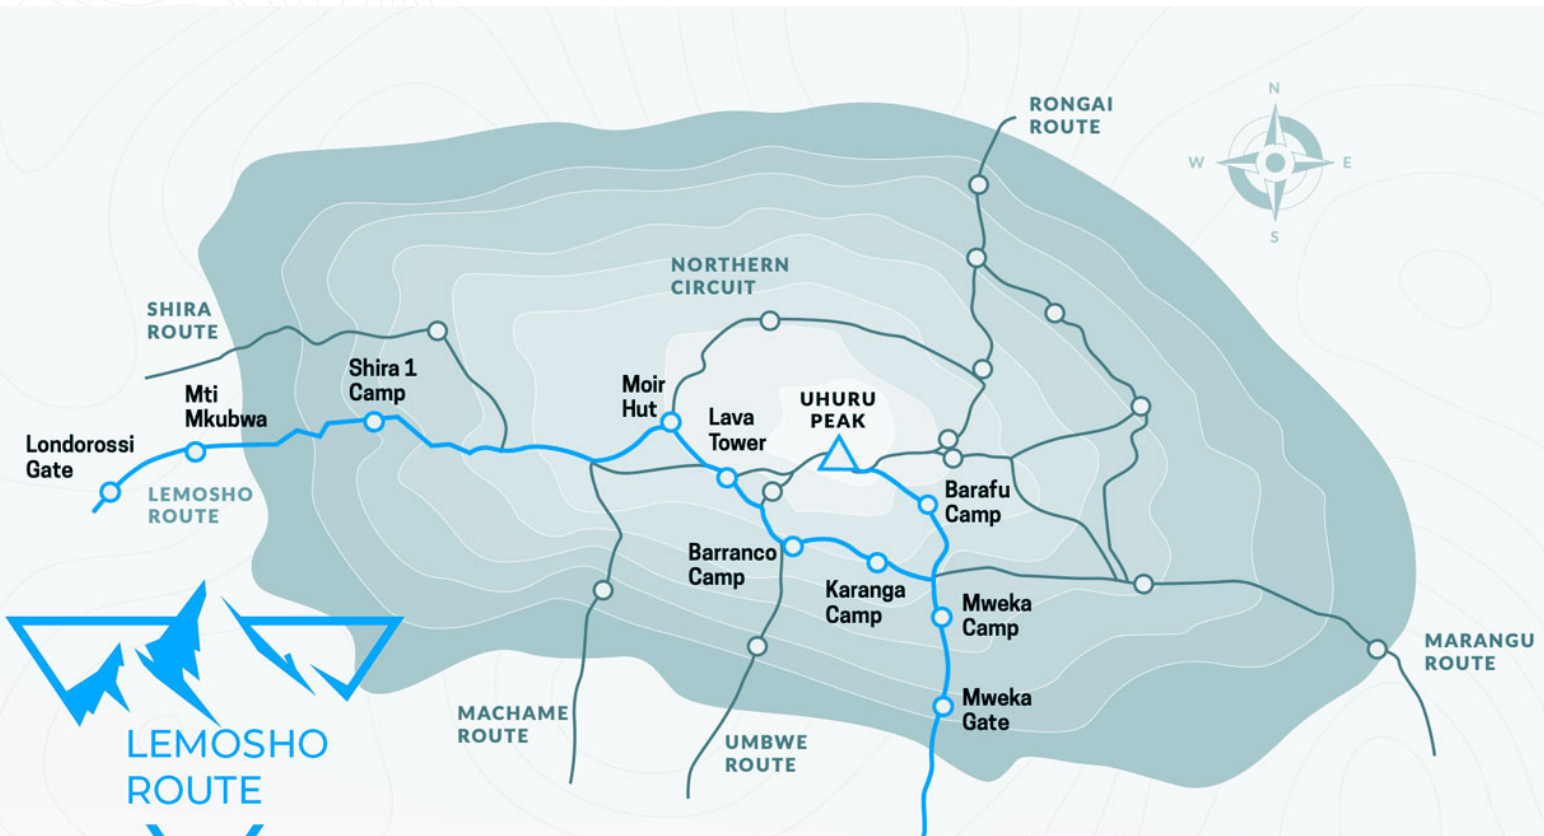 RONGAI
ROUTE
N
W
E
S
NORTHERN
CIRCUIT
SHIRA
ROUTE
Shira 1
Camp
Mti
Mkubwa
Londorossi
Gate
LEMOSHO
ROUTE
Moir
Hut
Lava
Tower
UHURU
PEAK
Barafu
Camp
Barranco
Camp
Karanga
Camp
Mweka
Camp
Mweka
Gate
MARANGU
ROUTE
MACHAME
ROUTE
UMBWE
ROUTE
LEMOSHO
ROUTE